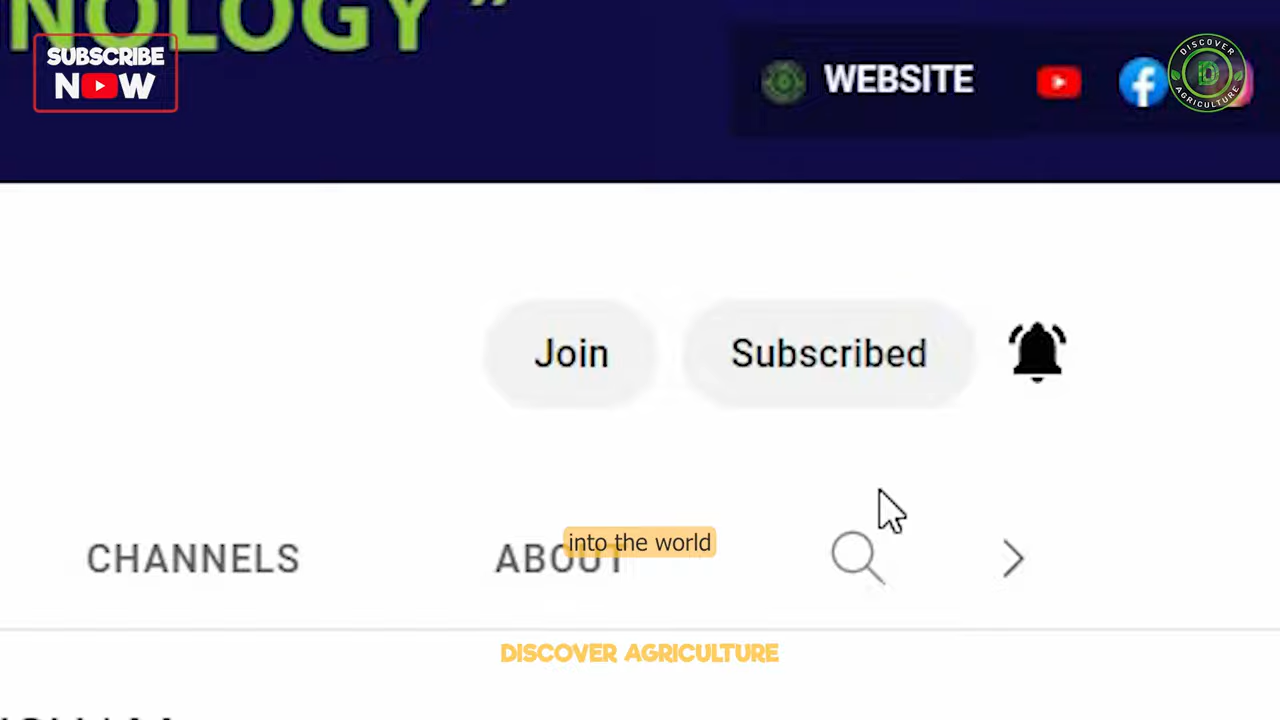 NOLOGY ”
SUBSCRIBE
NOW
WEBSITE
DISCOVER
D
AGRICULTURE
Join
Subscribed
CHANNELS
ABOUT
into the world
DISCOVER AGRICULTURE